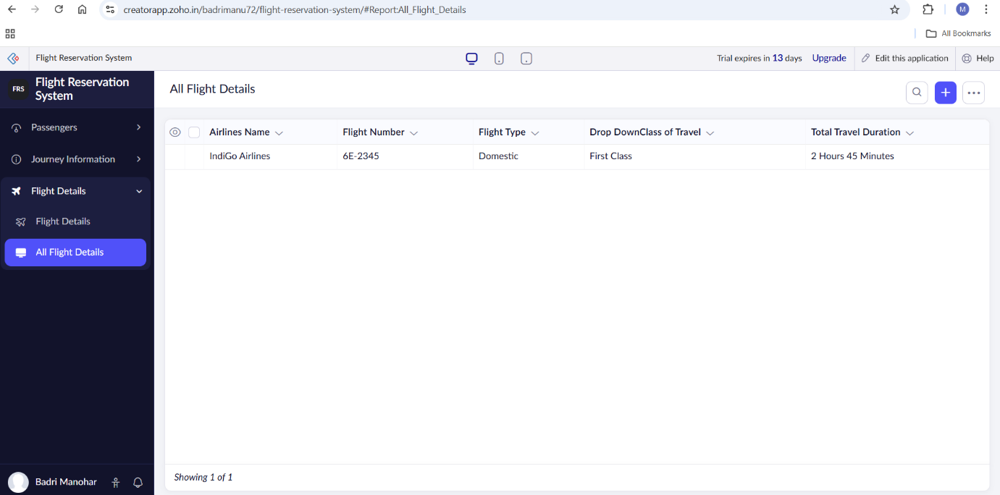 creatorapp.zoho.in/badrimanu72/flight-reservation-system/#Report:All_Flight_Details
M
All Bookmarks
Flight Reservation System
Trial expires in 13 days
Upgrade
Edit this application
Help
FRS
Flight Reservation
System
All Flight Details
Passengers
Journey Information
Flight Details
Flight Details
All Flight Details
Airlines Name
Flight Number
Flight Type
Drop DownClass of Travel
Total Travel Duration
IndiGo Airlines
6E-2345
Domestic
First Class
2 Hours 45 Minutes
Showing 1 of 1
Badri Manohar